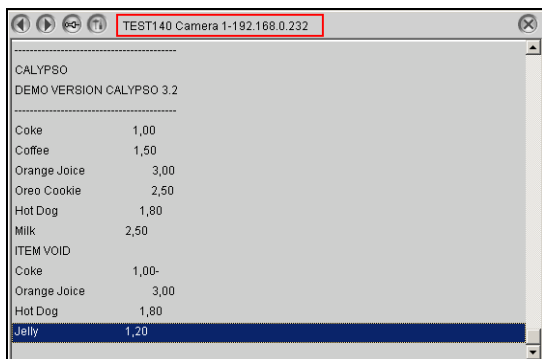 TEST140 Camera 1-192.168.0.232
----------------------------------------
CALYPSO
DEMO VERSION CALYPSO 3.2
----------------------------------------
Coke 1,00
Coffee 1,50
Orange Joice 3,00
Oreo Cookie 2,50
Hot Dog 1,80
Milk 2,50
ITEM VOID
Coke 1,00-
Orange Joice 3,00
Hot Dog 1,80
Jelly 1,20